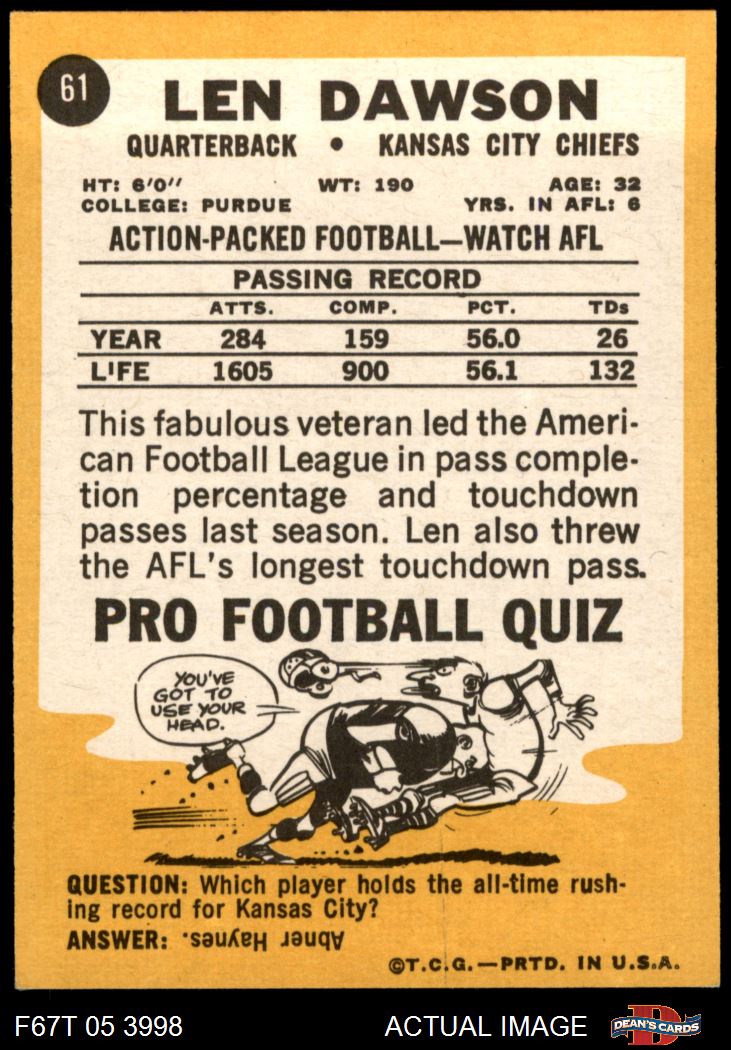 61
LEN DAWSON
QUARTERBACK • KANSAS CITY CHIEFS
HT: 6'0'' WT: 190 AGE: 32
COLLEGE: PURDUE YRS. IN AFL: 6
ACTION-PACKED FOOTBALL—WATCH AFL
PASSING RECORD
ATTS. COMP. PCT. TDs
YEAR 284 159 56.0 26
LIFE 1605 900 56.1 132
This fabulous veteran led the Ameri-
can Football League in pass comple-
tion percentage and touchdown
passes last season. Len also threw
the AFL's longest touchdown pass.
PRO FOOTBALL QUIZ
YOU'VE
GOT TO
USE YOUR
HEAD.
QUESTION: Which player holds the all-time rush-
ing record for Kansas City?
ANSWER: Abner Haynes.
©T.C.G.—PRTD. IN U.S.A.
F67T 05 3998 ACTUAL IMAGE
D
DEAN'S CARDS